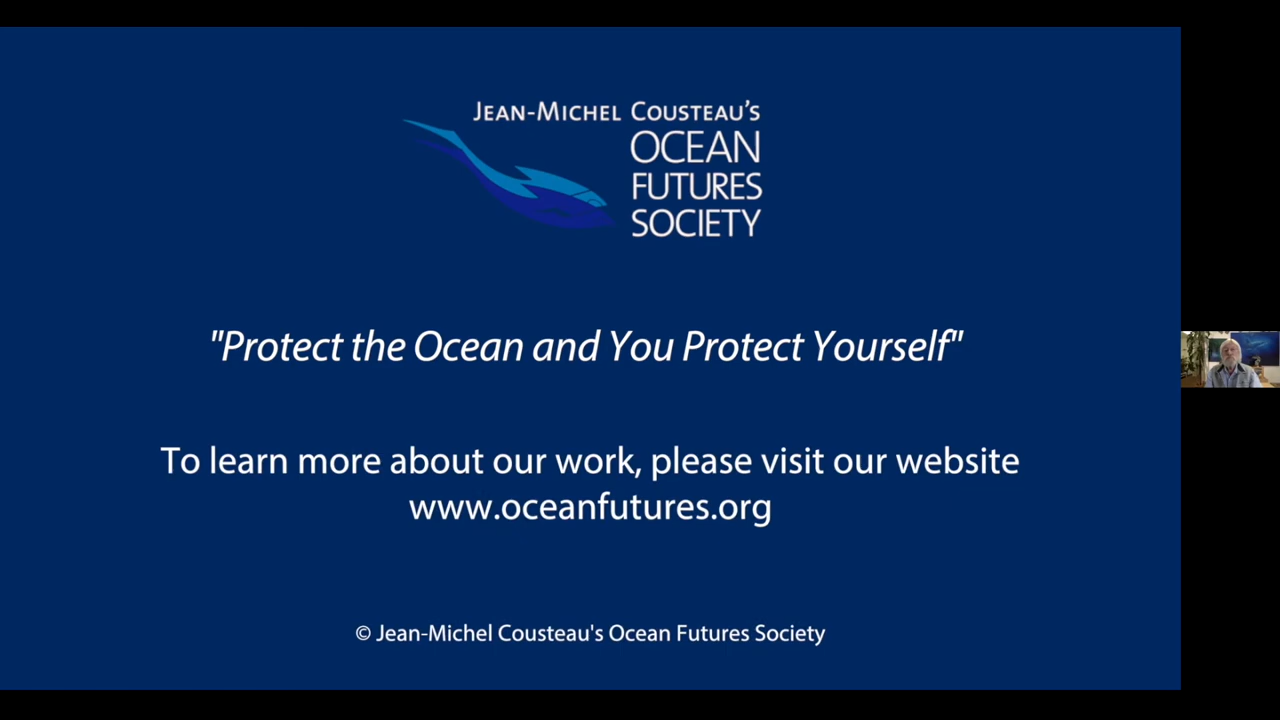 JEAN-MICHEL COUSTEAU'S
OCEAN
FUTURES
SOCIETY
"Protect the Ocean and You Protect Yourself"
To learn more about our work, please visit our website
www.oceanfutures.org
© Jean-Michel Cousteau's Ocean Futures Society